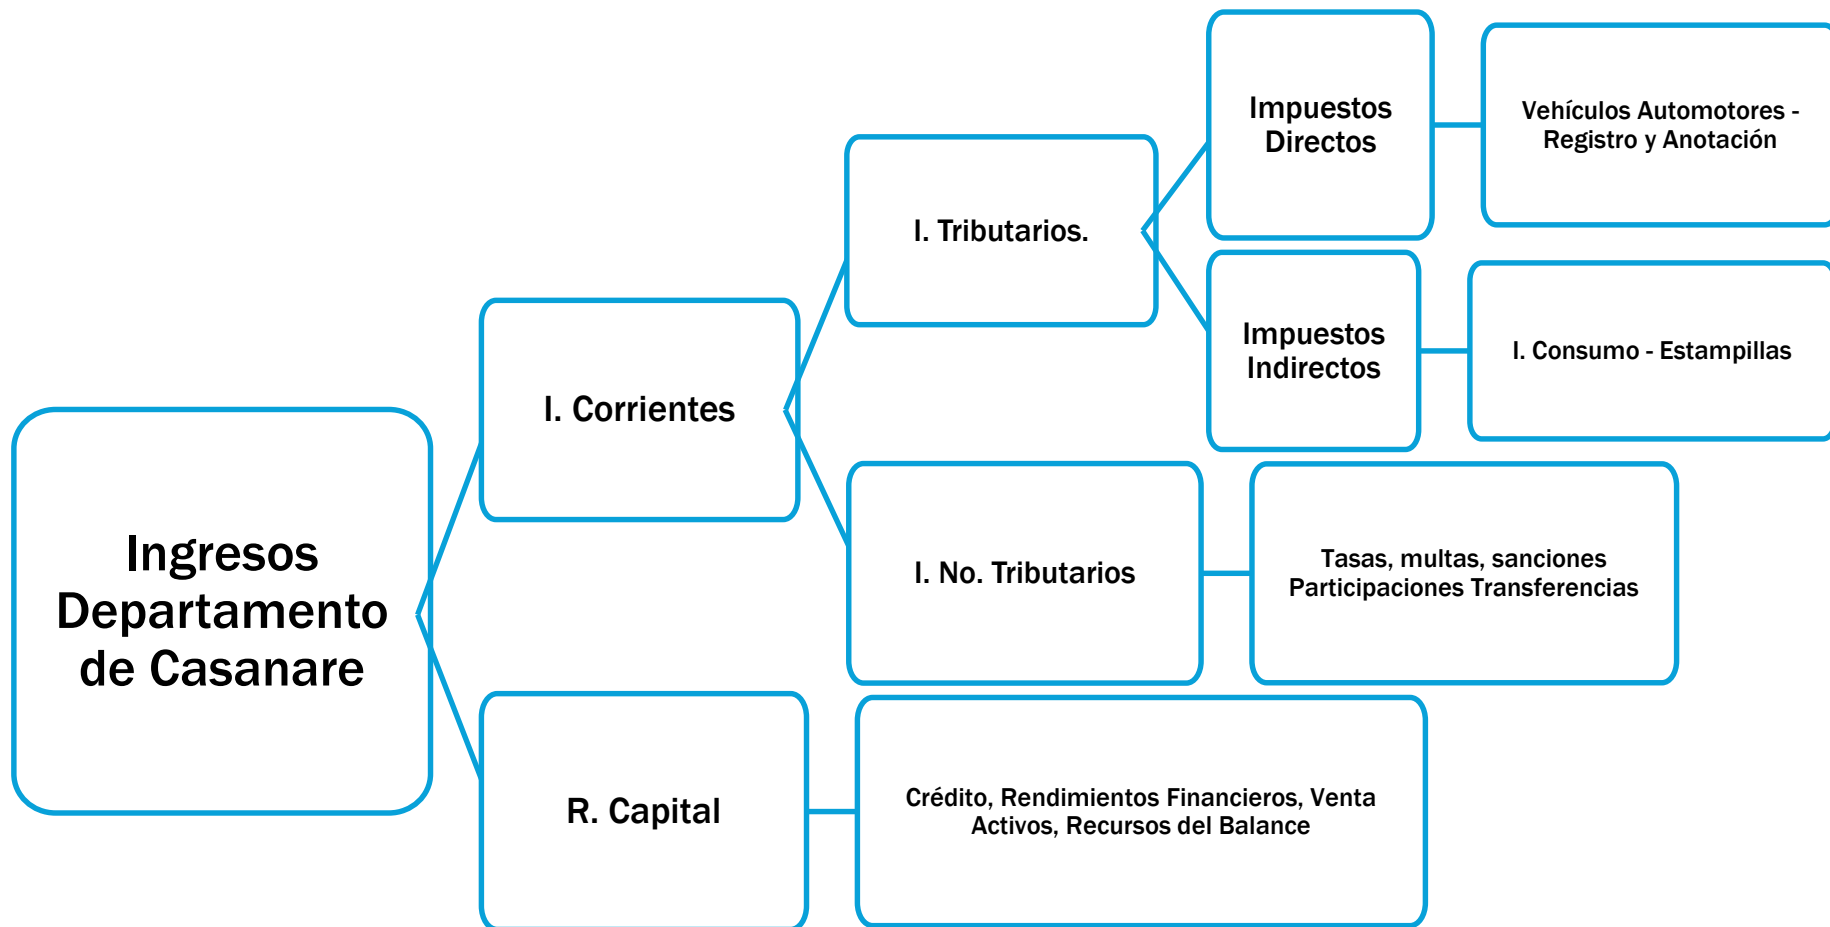 Ingresos
Departamento
de Casanare
I. Corrientes
I. Tributarios.
Impuestos
Directos
Vehículos Automotores -
Registro y Anotación
Impuestos
Indirectos
I. Consumo - Estampillas
I. No. Tributarios
Tasas, multas, sanciones
Participaciones Transferencias
R. Capital
Crédito, Rendimientos Financieros, Venta
Activos, Recursos del Balance